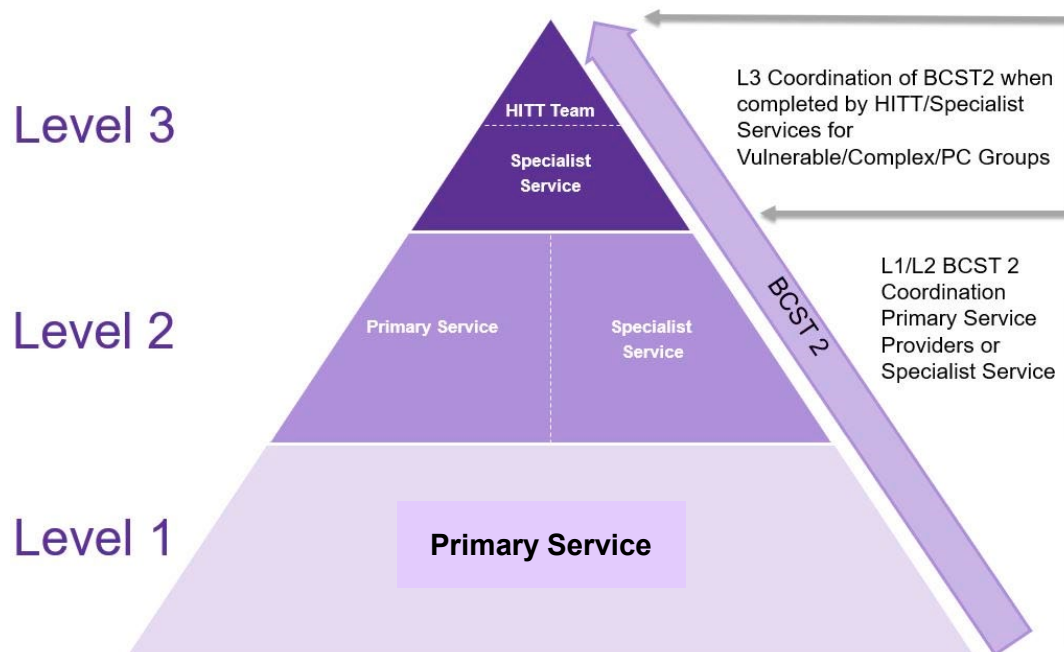 Level 3
HITT Team
Specialist
Service
L3 Coordination of BCST2 when
completed by HITT/Specialist
Services for
Vulnerable/Complex/PC Groups
Level 2
Primary Service
Specialist
Service
BCST 2
L1/L2 BCST 2
Coordination
Primary Service
Providers or
Specialist Service
Level 1
Primary Service